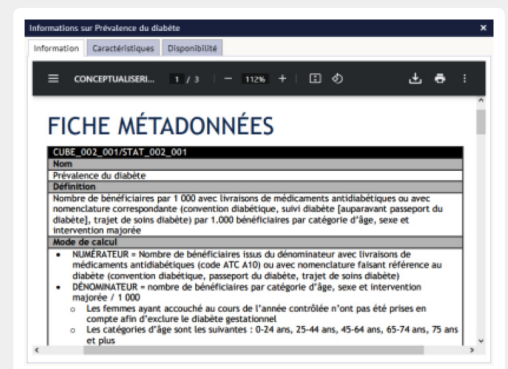 Informations sur Prévalence du diabète
Information Caractéristiques Disponibilité
CONCEPTUALISERI... 1 / 3 112%
FICHE MÉTADONNÉES
CUBE_002_001/STAT_002_001
Nom
Prévalence du diabète
Définition
Nombre de bénéficiaires par 1 000 avec livraisons de médicaments antidiabétiques ou avec
nomenclature correspondante (convention diabétique, suivi diabète [auparavant passeport du
diabète], trajet de soins diabète) par 1.000 bénéficiaires par catégorie d'âge, sexe et
intervention majorée
Mode de calcul
• NUMÉRATEUR = Nombre de bénéficiaires issus du dénominateur avec livraisons de
médicaments antidiabétiques (code ATC A10) ou avec nomenclature faisant référence au
diabète (convention diabétique, passeport du diabète, trajet de soins diabète)
• DÉNOMINATEUR = nombre de bénéficiaires par catégorie d'âge, sexe et intervention
majorée / 1 000
o Les femmes ayant accouché au cours de l'année contrôlée n'ont pas été prises en
compte afin d'exclure le diabète gestationnel
o Les catégories d'âge sont les suivantes : 0-24 ans, 25-44 ans, 45-64 ans, 65-74 ans, 75 ans
et plus